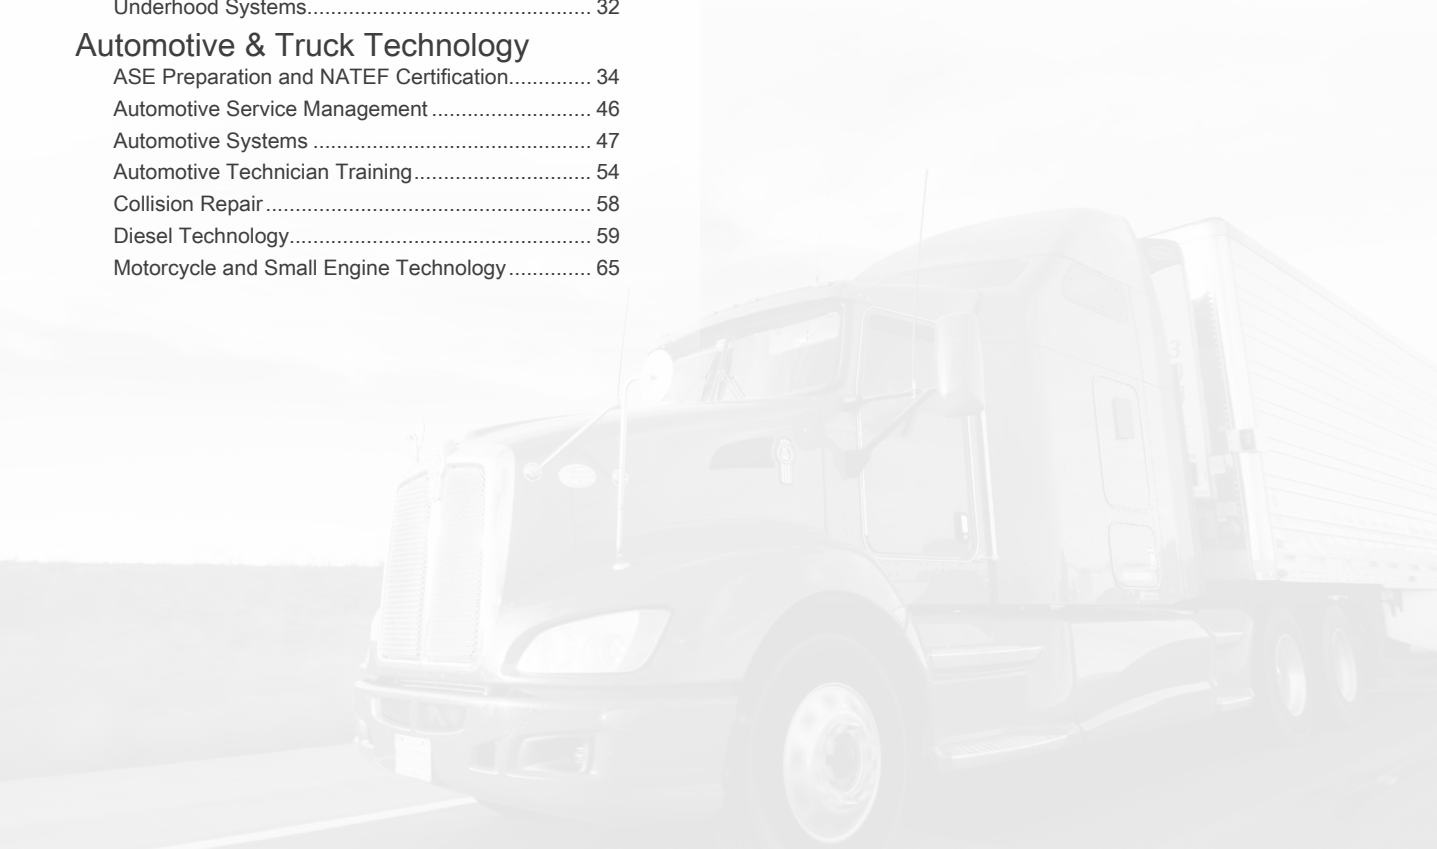 Underhood Systems................................................ 32
Automotive & Truck Technology
ASE Preparation and NATEF Certification.............. 34
Automotive Service Management ........................... 46
Automotive Systems ............................................... 47
Automotive Technician Training.............................. 54
Collision Repair ....................................................... 58
Diesel Technology................................................... 59
Motorcycle and Small Engine Technology .............. 65